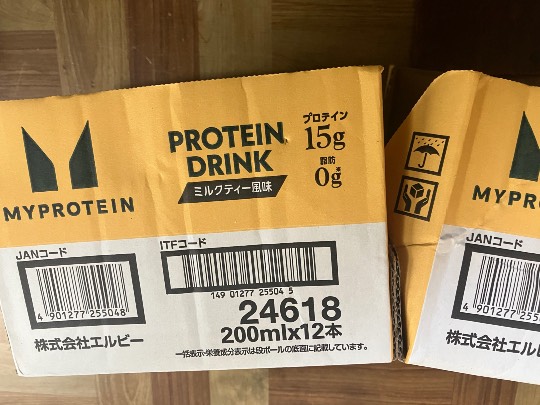 MYPROTEIN
PROTEIN
DRINK
ミルクティー風味
プロテイン
15g
脂肪
0g*
JANコード
4 901277 255048
ITFコード
149 01277 25504 5
24618
200mlx12本
株式会社エルビー
一括表示・栄養成分表示は段ボールの底面に記載しています。
MYPROTE
JANコード
4 901277 25
株式会社エルビ